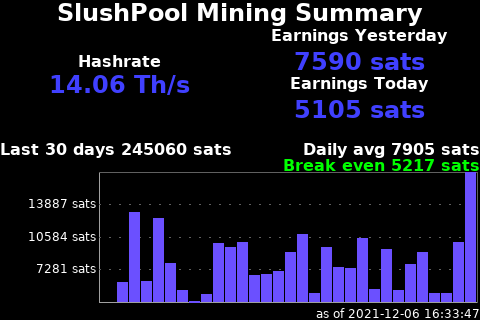 SlushPool Mining Summary
Hashrate
14.06 Th/s
Earnings Yesterday
7590 sats
Earnings Today
5105 sats
Last 30 days 245060 sats
Daily avg 7905 sats
Break even 5217 sats
13887 sats
10584 sats
7281 sats
as of 2021-12-06 16:33:47